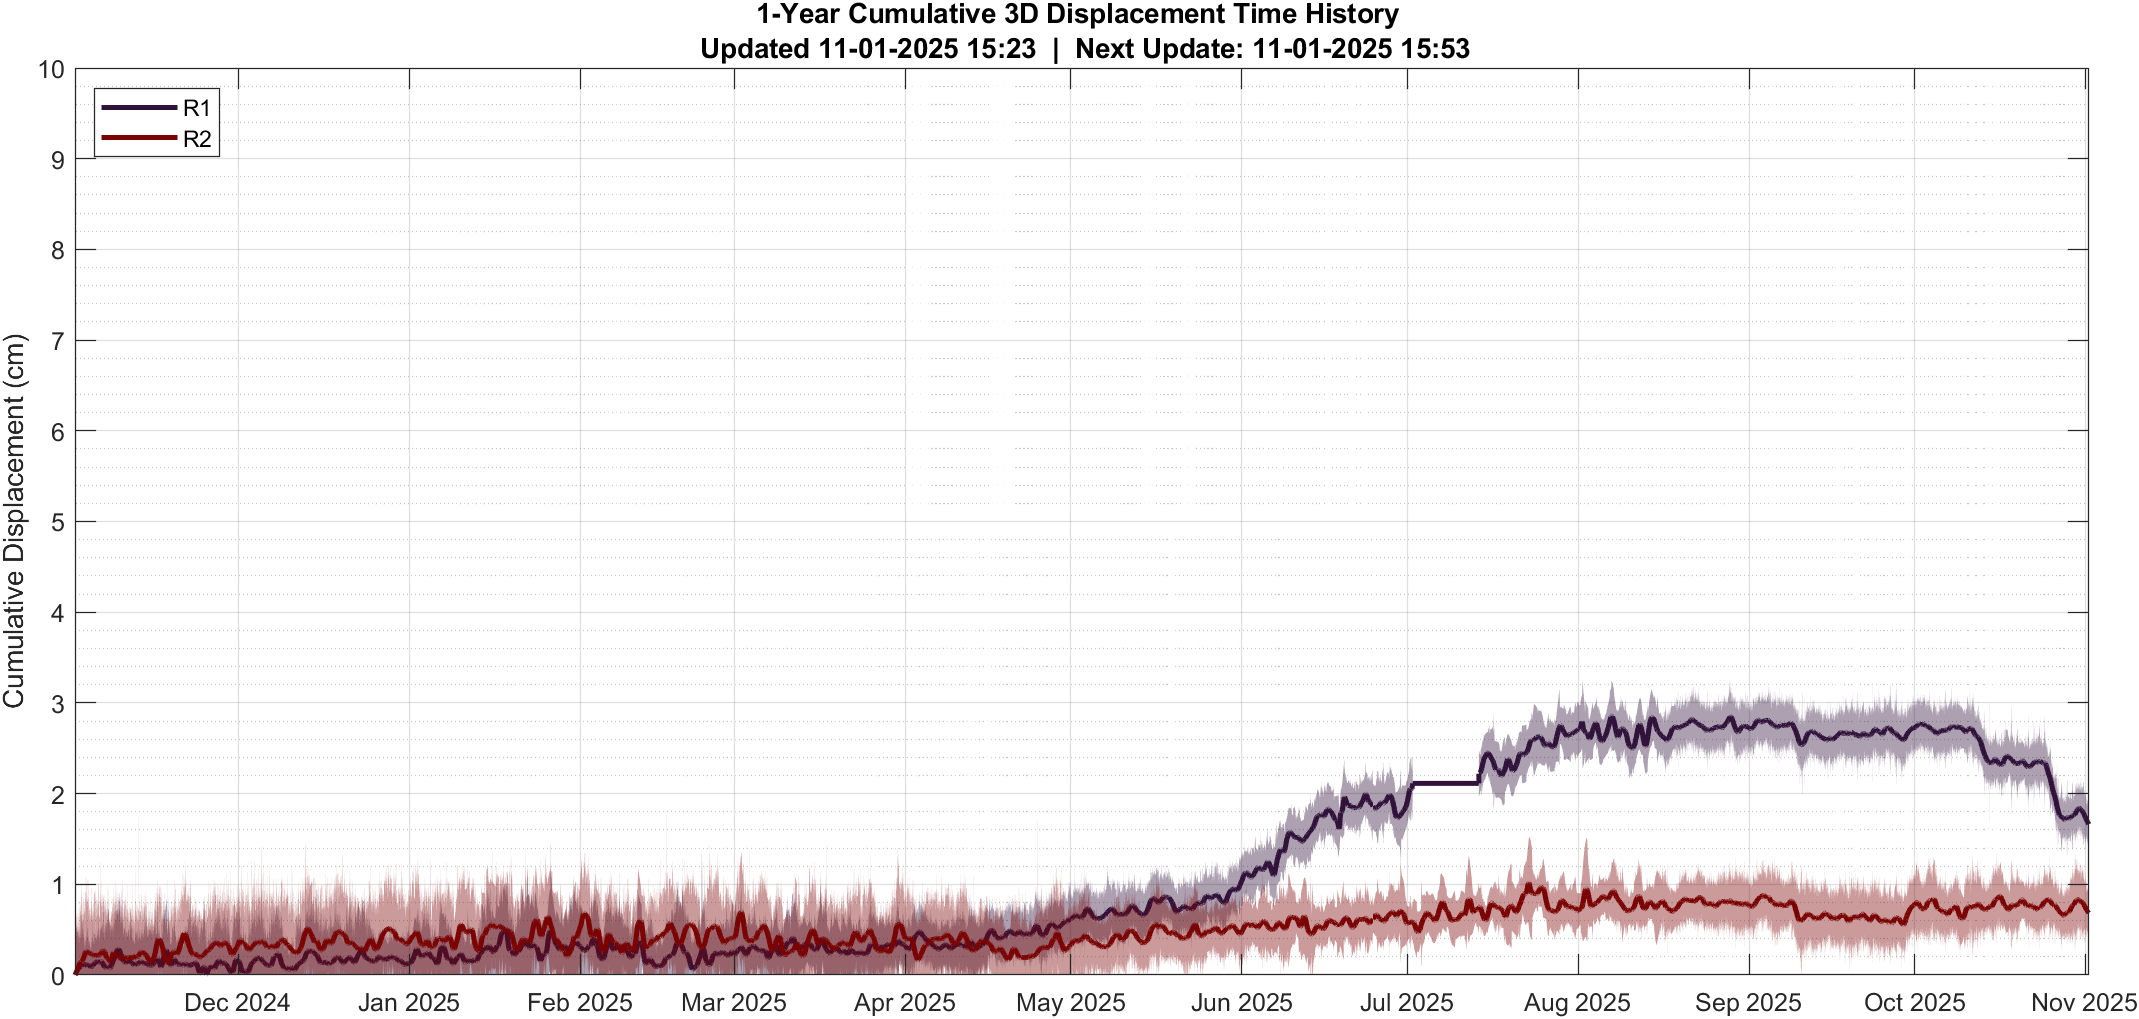 1-Year Cumulative 3D Displacement Time History
Updated 11-01-2025 15:23 | Next Update: 11-01-2025 15:53
R1
R2
Cumulative Displacement (cm)
10
9
8
7
6
5
4
3
2
1
0
Dec 2024 Jan 2025 Feb 2025 Mar 2025 Apr 2025 May 2025 Jun 2025 Jul 2025 Aug 2025 Sep 2025 Oct 2025 Nov 2025